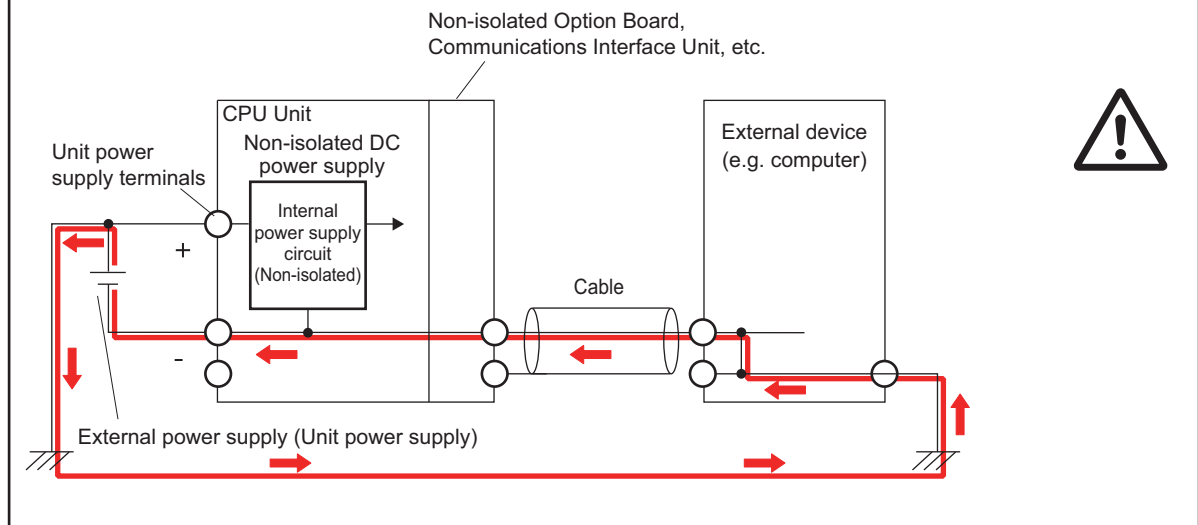 Non-isolated Option Board,
Communications Interface Unit, etc.
CPU Unit
Non-isolated DC
power supply
Unit power
supply terminals
Internal
power supply
circuit
(Non-isolated)
+
-
Cable
External device
(e.g. computer)
External power supply (Unit power supply)